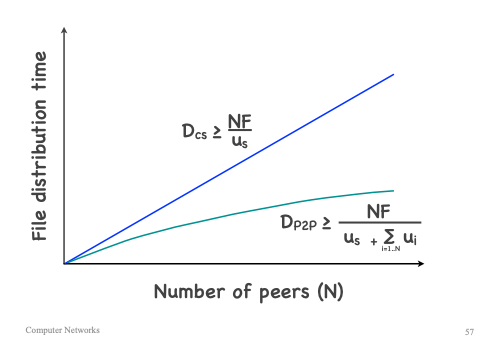 File distribution time
Dcs ≥ NF
us
DP2P ≥ NF
us + Σ ui
i=1..N
Number of peers (N)
Computer Networks
57